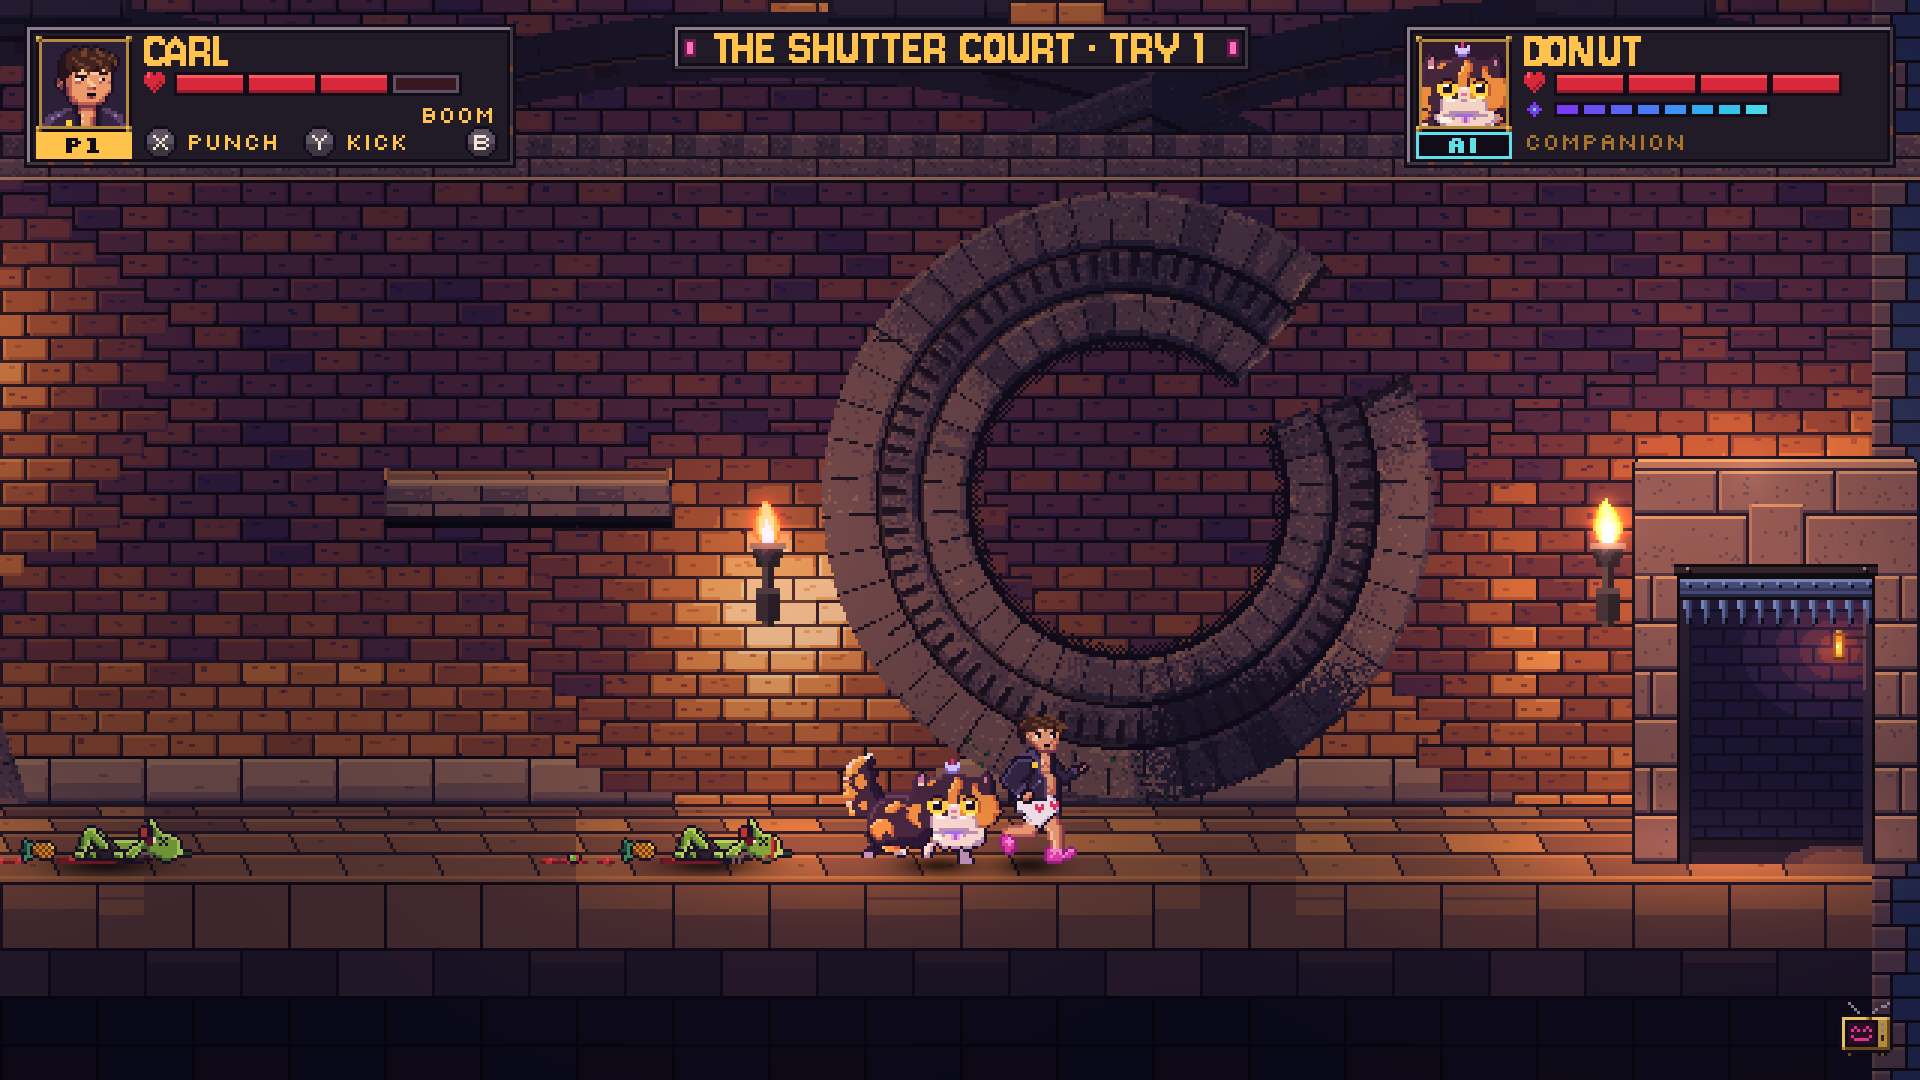 CARL
BOOM
P1
X PUNCH Y KICK B
THE SHUTTER COURT · TRY 1
DONUT
AI
COMPANION